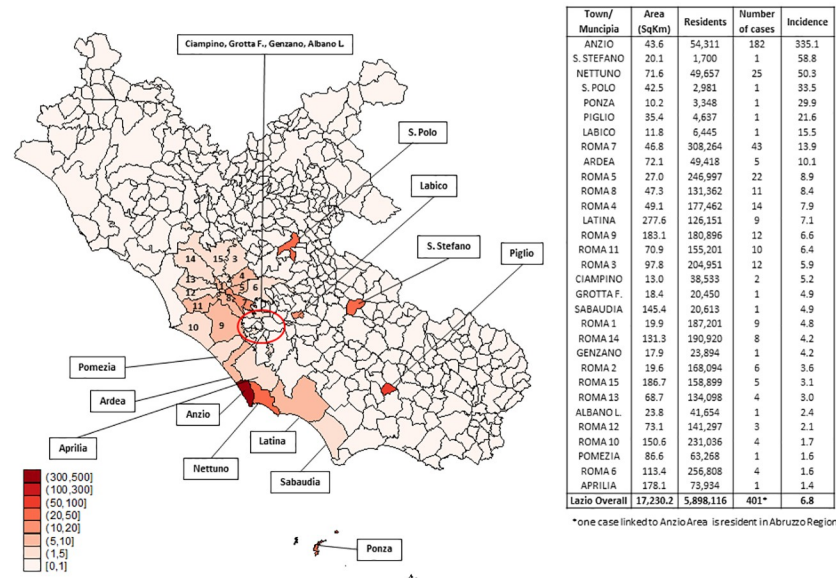 Ciampino, Grotta F., Genzano, Albano L.
S. Polo
Labico
S. Stefano
Piglio
14
15
3
13
4
12
6
8
11
10
9
Pomezia
Ardea
Anzio
Aprilia
Latina
Nettuno
Sabaudia
Ponza
(300,500]
(100,300]
(50,100]
(20,50]
(10,20]
(5,10]
(1,5]
[0,1]
Town/ Muncipia Area (SqKm) Residents Number of cases Incidence
ANZIO 43.6 54,311 182 335.1
S. STEFANO 20.1 1,700 1 58.8
NETTUNO 71.6 49,657 25 50.3
S. POLO 42.5 2,981 1 33.5
PONZA 10.2 3,348 1 29.9
PIGLIO 35.4 4,637 1 21.6
LABICO 11.8 6,445 1 15.5
ROMA 7 46.8 308,264 43 13.9
ARDEA 72.1 49,418 5 10.1
ROMA 5 27.0 246,997 22 8.9
ROMA 8 47.3 131,362 11 8.4
ROMA 4 49.1 177,462 14 7.9
LATINA 277.6 126,151 9 7.1
ROMA 9 183.1 180,896 12 6.6
ROMA 11 70.9 155,201 10 6.4
ROMA 3 97.8 204,951 12 5.9
CIAMPINO 13.0 38,533 2 5.2
GROTTA F. 18.4 20,450 1 4.9
SABAUDIA 145.4 20,613 1 4.9
ROMA 1 19.9 187,201 9 4.8
ROMA 14 131.3 190,920 8 4.2
GENZANO 17.9 23,894 1 4.2
ROMA 2 19.6 168,094 6 3.6
ROMA 15 186.7 158,899 5 3.1
ROMA 13 68.7 134,098 4 3.0
ALBANO L. 23.8 41,654 1 2.4
ROMA 12 73.1 141,297 3 2.1
ROMA 10 150.6 231,036 4 1.7
POMEZIA 86.6 63,268 1 1.6
ROMA 6 113.4 256,808 4 1.6
APRILIA 178.1 73,934 1 1.4
Lazio Overall 17,230.2 5,898,116 401* 6.8
*one case linked to Anzio Area is resident in Abruzzo Region